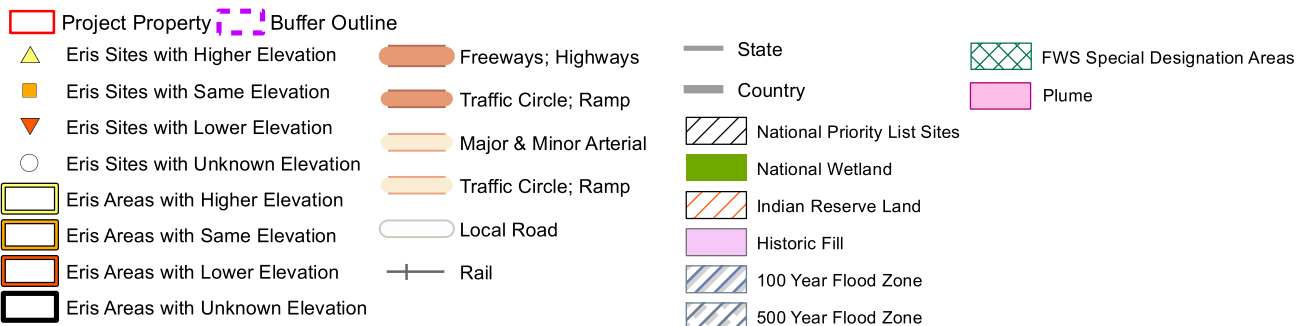 Project Property
Buffer Outline
Eris Sites with Higher Elevation
Eris Sites with Same Elevation
Eris Sites with Lower Elevation
Eris Sites with Unknown Elevation
Eris Areas with Higher Elevation
Eris Areas with Same Elevation
Eris Areas with Lower Elevation
Eris Areas with Unknown Elevation
Freeways; Highways
Traffic Circle; Ramp
Major & Minor Arterial
Traffic Circle; Ramp
Local Road
Rail
State
Country
National Priority List Sites
National Wetland
Indian Reserve Land
Historic Fill
100 Year Flood Zone
500 Year Flood Zone
FWS Special Designation Areas
Plume